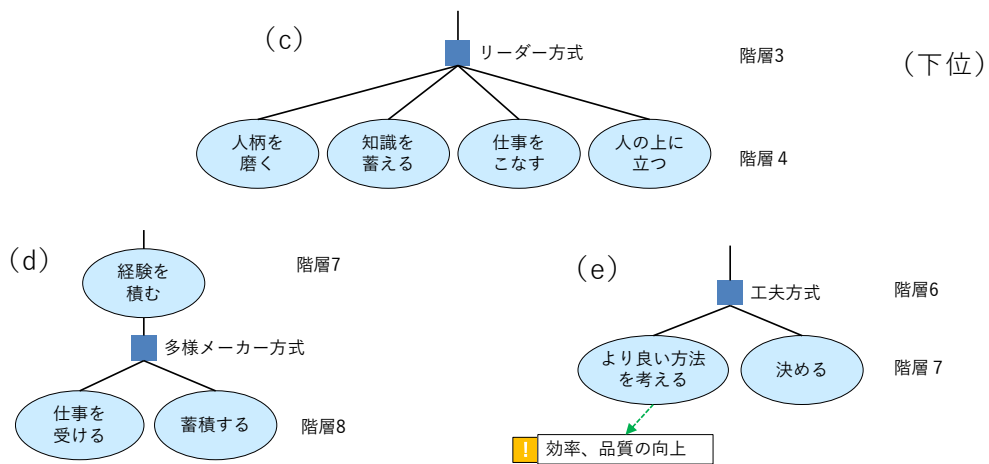 (c)
リーダー方式
階層3
（下位）
人柄を
磨く
知識を
蓄える
仕事を
こなす
人の上に
立つ
階層４
(d)
経験を
積む
階層7
多様メーカー方式
仕事を
受ける
蓄積する
階層8
(e)
工夫方式
階層6
より良い方法
を考える
決める
階層７
!
効率、品質の向上